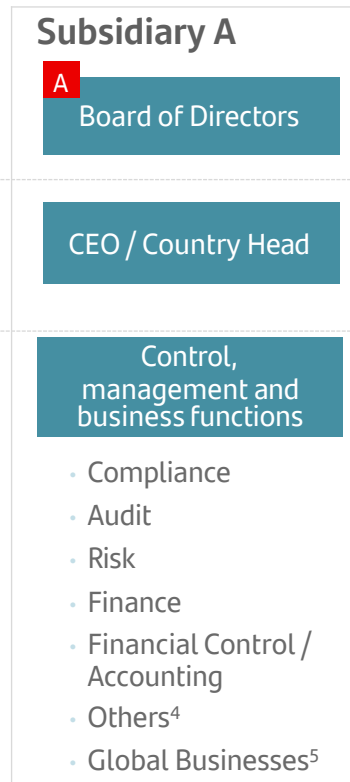 Subsidiary A
A
Board of Directors
CEO / Country Head
Control,
management and
business functions
• Compliance
• Audit
• Risk
• Finance
• Financial Control /
Accounting
• Others⁴
• Global Businesses⁵